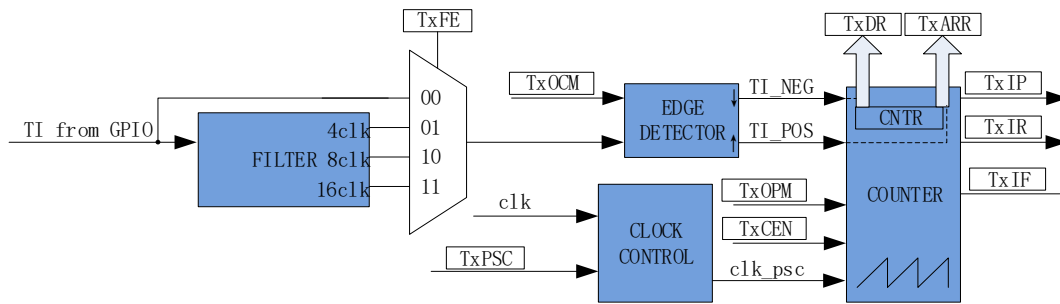 TxFE
TxDR
TxARR
TxOCM
TI_NEG
TxIP
00
EDGE
DETECTOR
↓
CNTR
TI from GPIO
4clk
01
TI_POS
↑
TxIR
FILTER 8clk
10
16clk
11
TxIF
clk
TxOPM
COUNTER
CLOCK
CONTROL
TxCEN
TxPSC
clk_psc